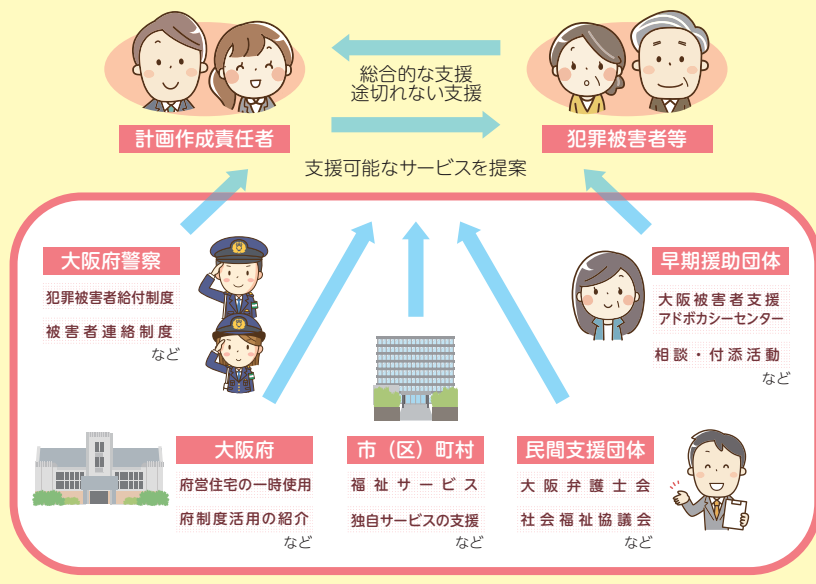 総合的な支援
途切れない支援
計画作成責任者
犯罪被害者等
支援可能なサービスを提案
大阪府警察
犯罪被害者給付制度
被害者連絡制度
など
早期援助団体
大阪被害者支援
アドボカシーセンター
相談・付添活動
など
大阪府
府営住宅の一時使用
府制度活用の紹介
など
市（区）町村
福祉サービス
独自サービスの支援
など
民間支援団体
大阪弁護士会
社会福祉協議会
など